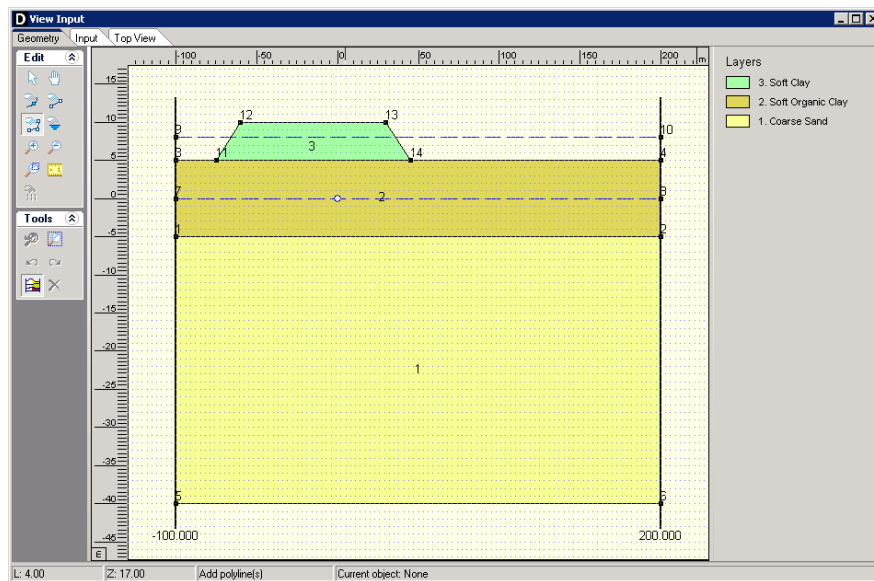 D View Input
Geometry Input Top View
Edit
Tools
-100 -50 0 50 100 150 200 m
15
10
5
0
-5
-10
-15
-20
-25
-30
-35
-40
-45
E
12 13
9 10
3
11 14
3 4
7 8
2
1 2
1
5 6
-100.000 200.000
Layers
3. Soft Clay
2. Soft Organic Clay
1. Coarse Sand
L: 4.00 Z: 17.00 Add polyline(s) Current object: None